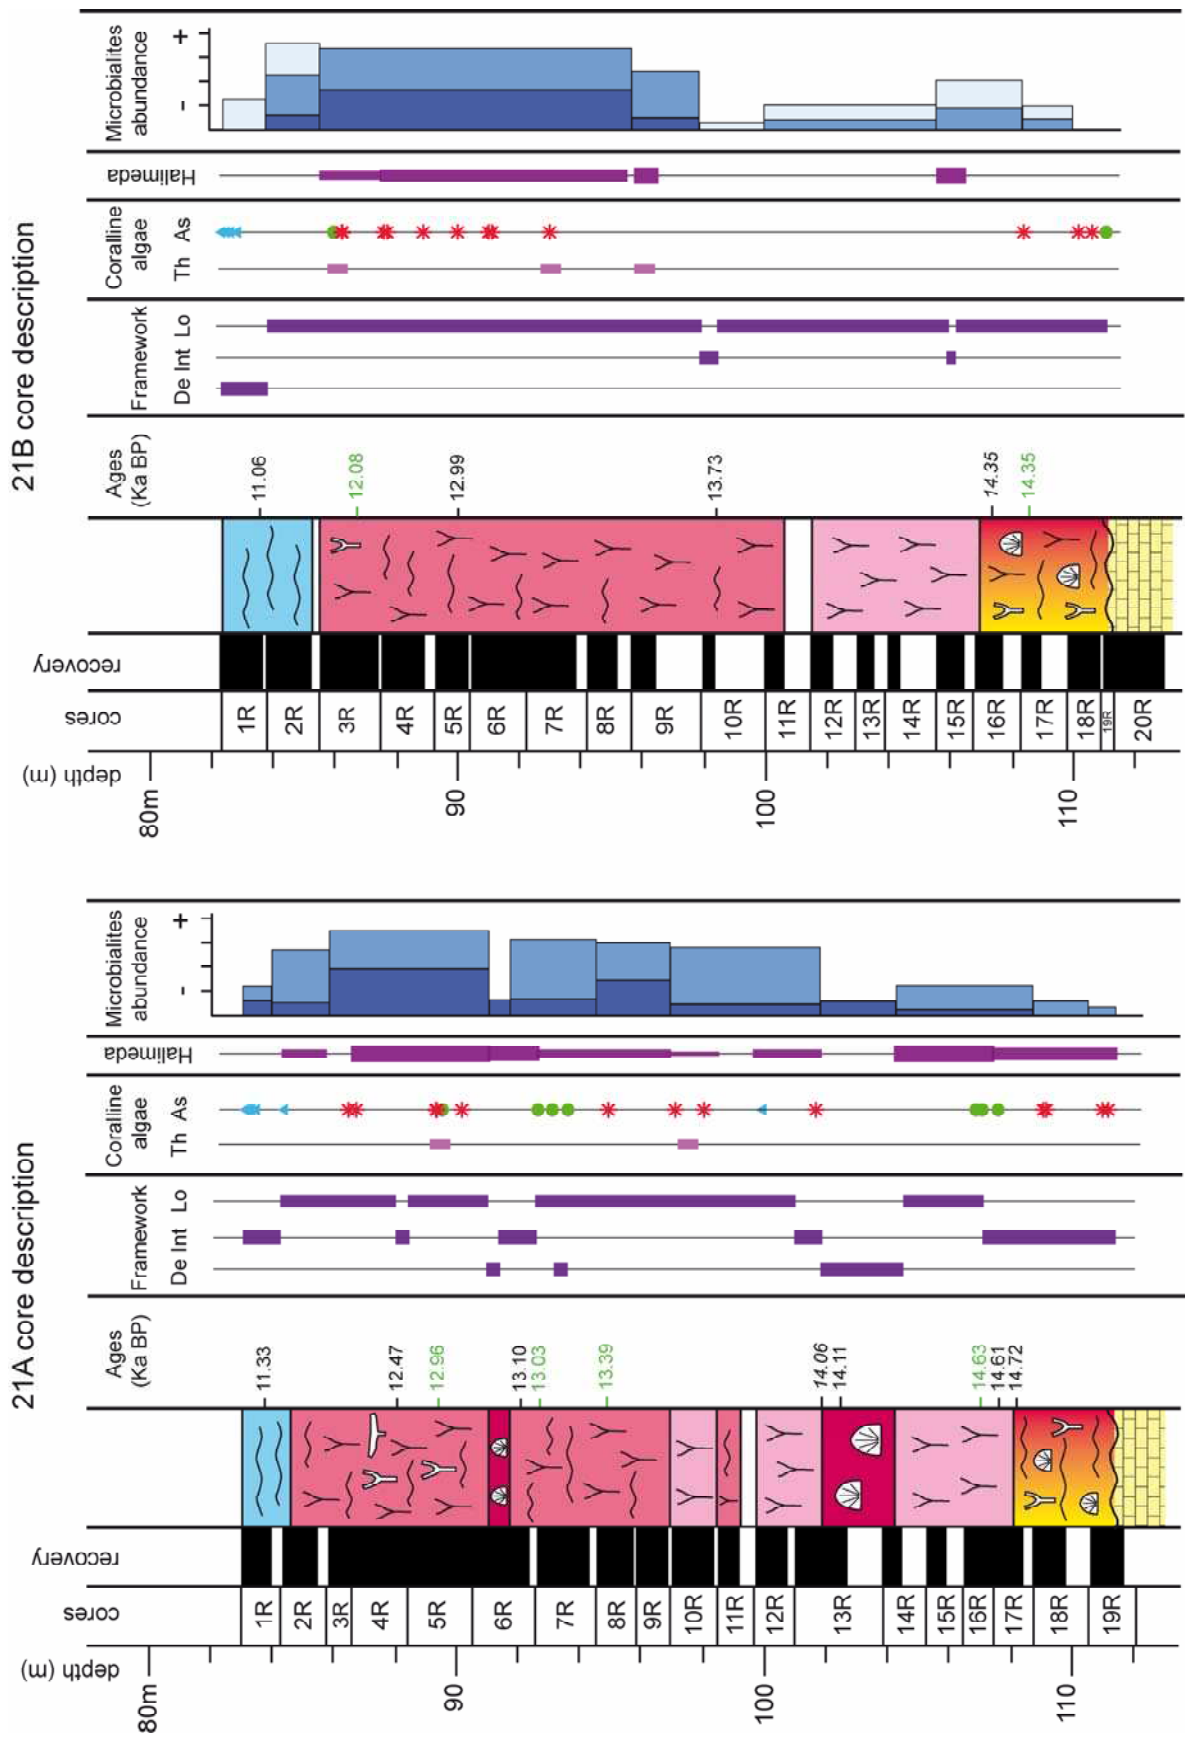 21B core description
Microbialites
abundance
+
-
Halimeda
Coralline
algae
As
Th
Framework
Lo
Int
De
Ages
(Ka BP)
11.06
12.08
12.99
13.73
14.35
14.35
recovery
cores
1R
2R
3R
4R
5R
6R
7R
8R
9R
10R
11R
12R
13R
14R
15R
16R
17R
18R
19R
20R
depth (m)
80m
90
100
110
21A core description
Microbialites
abundance
+
-
Halimeda
Coralline
algae
As
Th
Framework
Lo
Int
De
Ages
(Ka BP)
11.33
12.47
12.96
13.10
13.03
13.39
14.06
14.11
14.63
14.61
14.72
recovery
cores
1R
2R
3R
4R
5R
6R
7R
8R
9R
10R
11R
12R
13R
14R
15R
16R
17R
18R
19R
depth (m)
80m
90
100
110